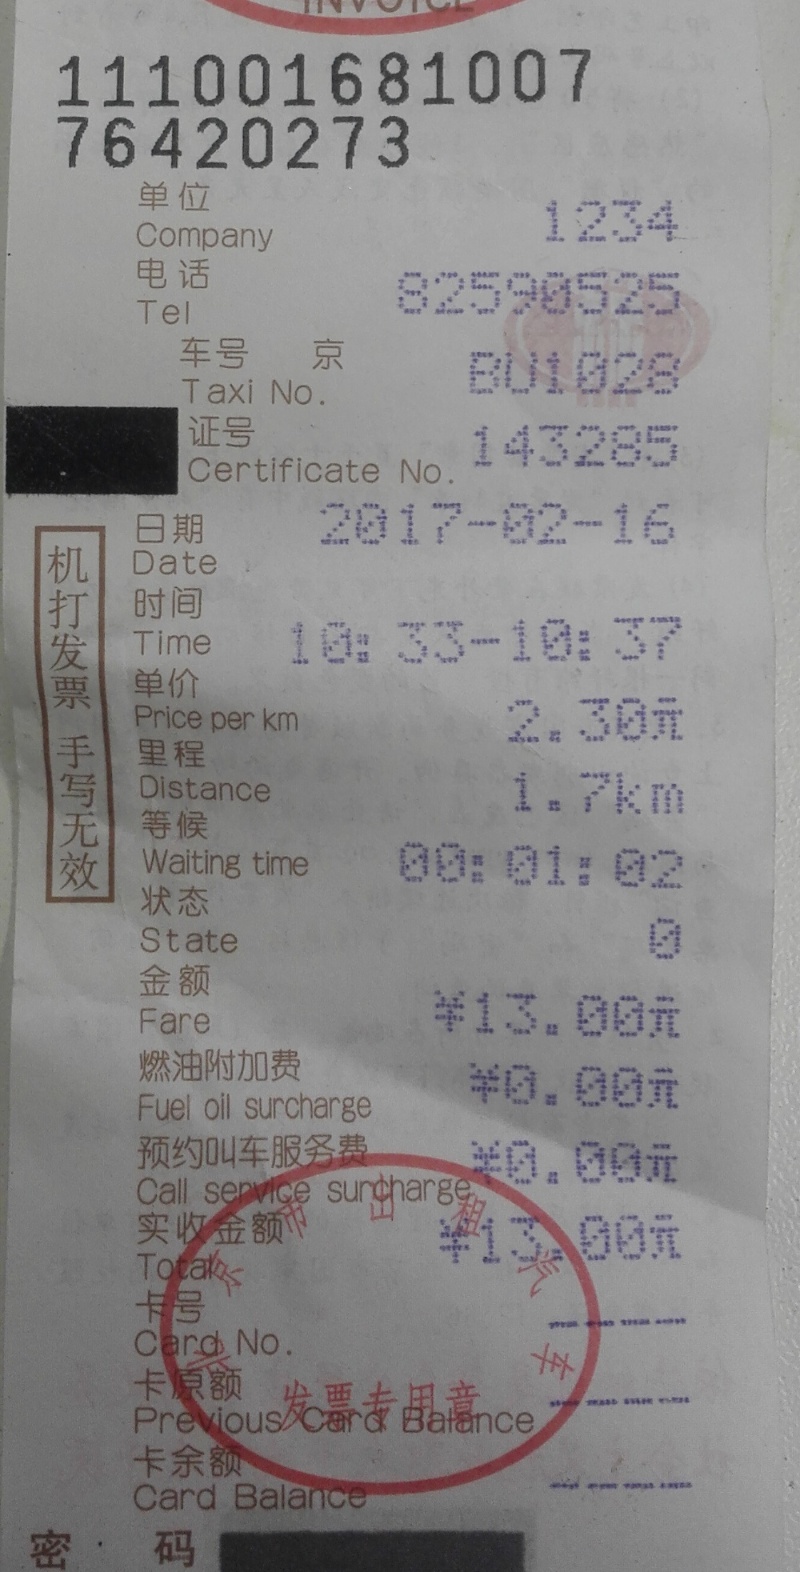 INVOICE
111001681007
76420273
单位 1234
Company
电话 82590525
Tel
车号 京 BU1028
Taxi No.
证号 143285
Certificate No.
日期 2017-02-16
Date
时间
Time 10:33-10:37
单价
Price per km 2.30元
里程
Distance 1.7km
等候
Waiting time 00:01:02
状态
State 0
金额
Fare ¥13.00元
燃油附加费
Fuel oil surcharge ¥0.00元
预约叫车服务费 ¥0.00元
Call service surcharge
实收金额 ¥13.00元
Total
卡号
Card No.
卡原额
Previous Card Balance
卡余额
Card Balance
密 码
机打发票 手写无效
北京市出租汽车
发票专用章